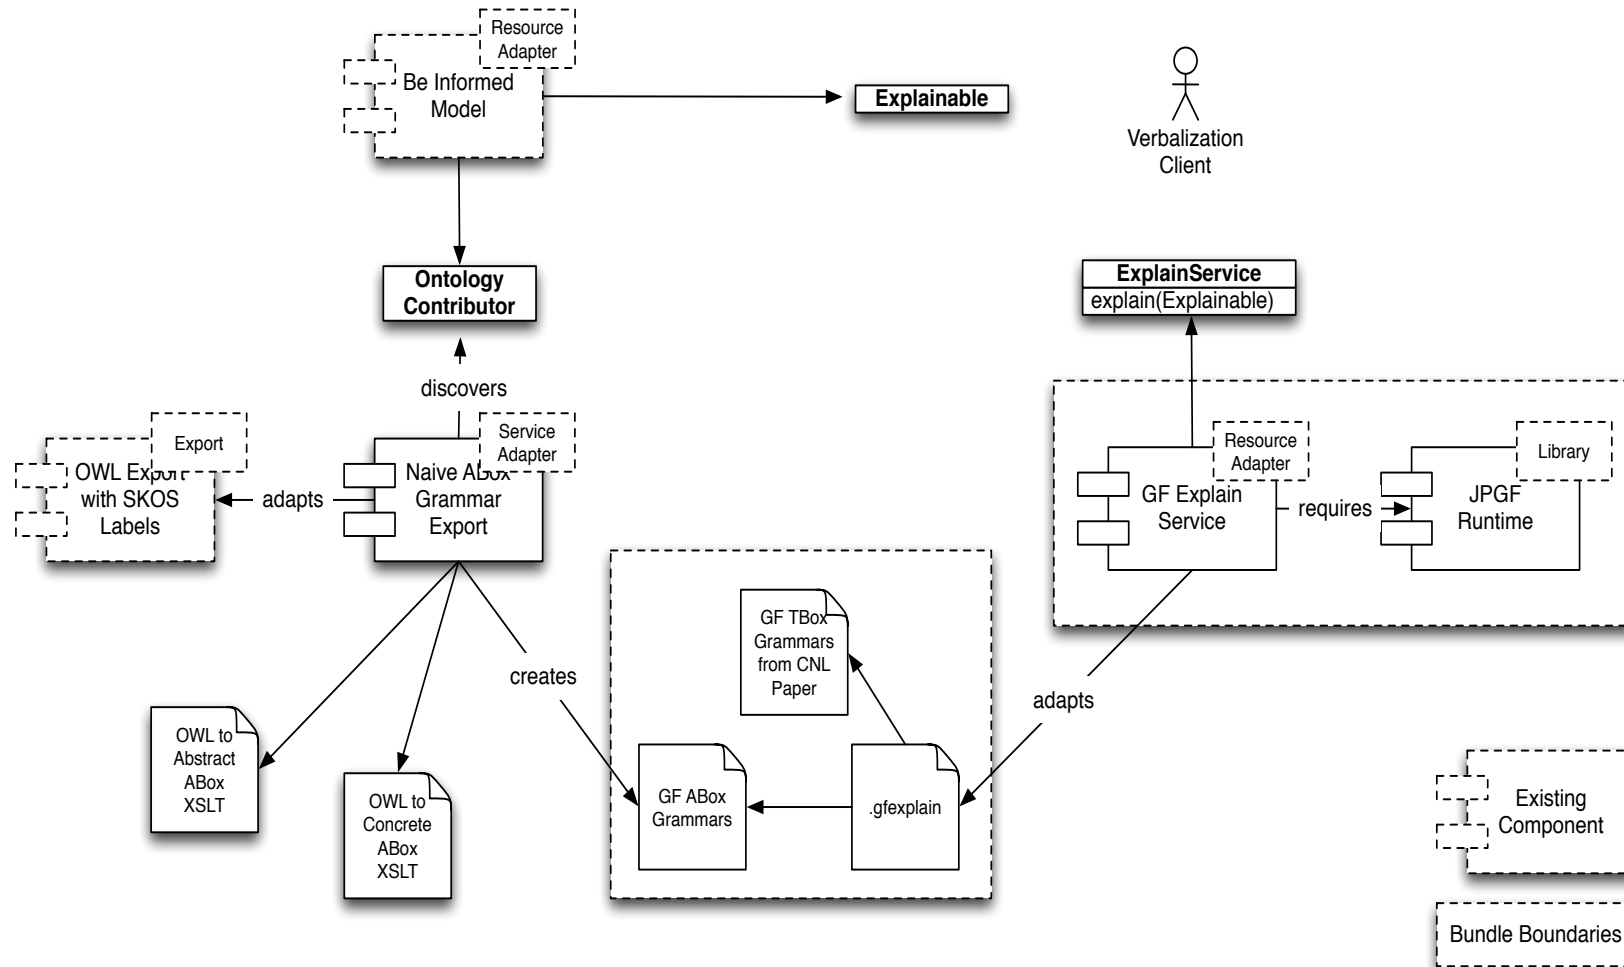 Resource
Adapter
Be Informed
Model
Explainable
Verbalization
Client
Ontology
Contributor
ExplainService
explain(Explainable)
discovers
Export
OWL Export
with SKOS
Labels
adapts
Service
Adapter
Naive ABox
Grammar
Export
Resource
Adapter
GF Explain
Service
requires
Library
JPGF
Runtime
creates
adapts
GF TBox
Grammars
from CNL
Paper
OWL to
Abstract
ABox
XSLT
OWL to
Concrete
ABox
XSLT
GF ABox
Grammars
.gfexplain
Existing
Component
Bundle Boundaries